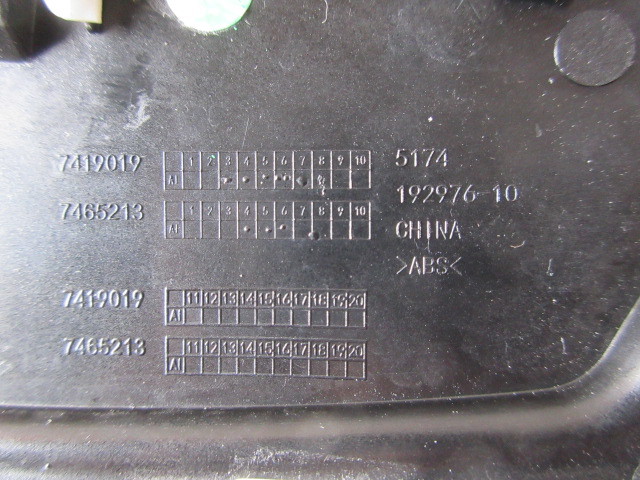 7419019 1 2 3 4 5 6 7 8 9 10 5174
AI
192976-10
7465213 1 2 3 4 5 6 7 8 9 10
AI
CHINA
>ABS<
7419019 11 12 13 14 15 16 17 18 19 20
AI
7465213 11 12 13 14 15 16 17 18 19 20
AI